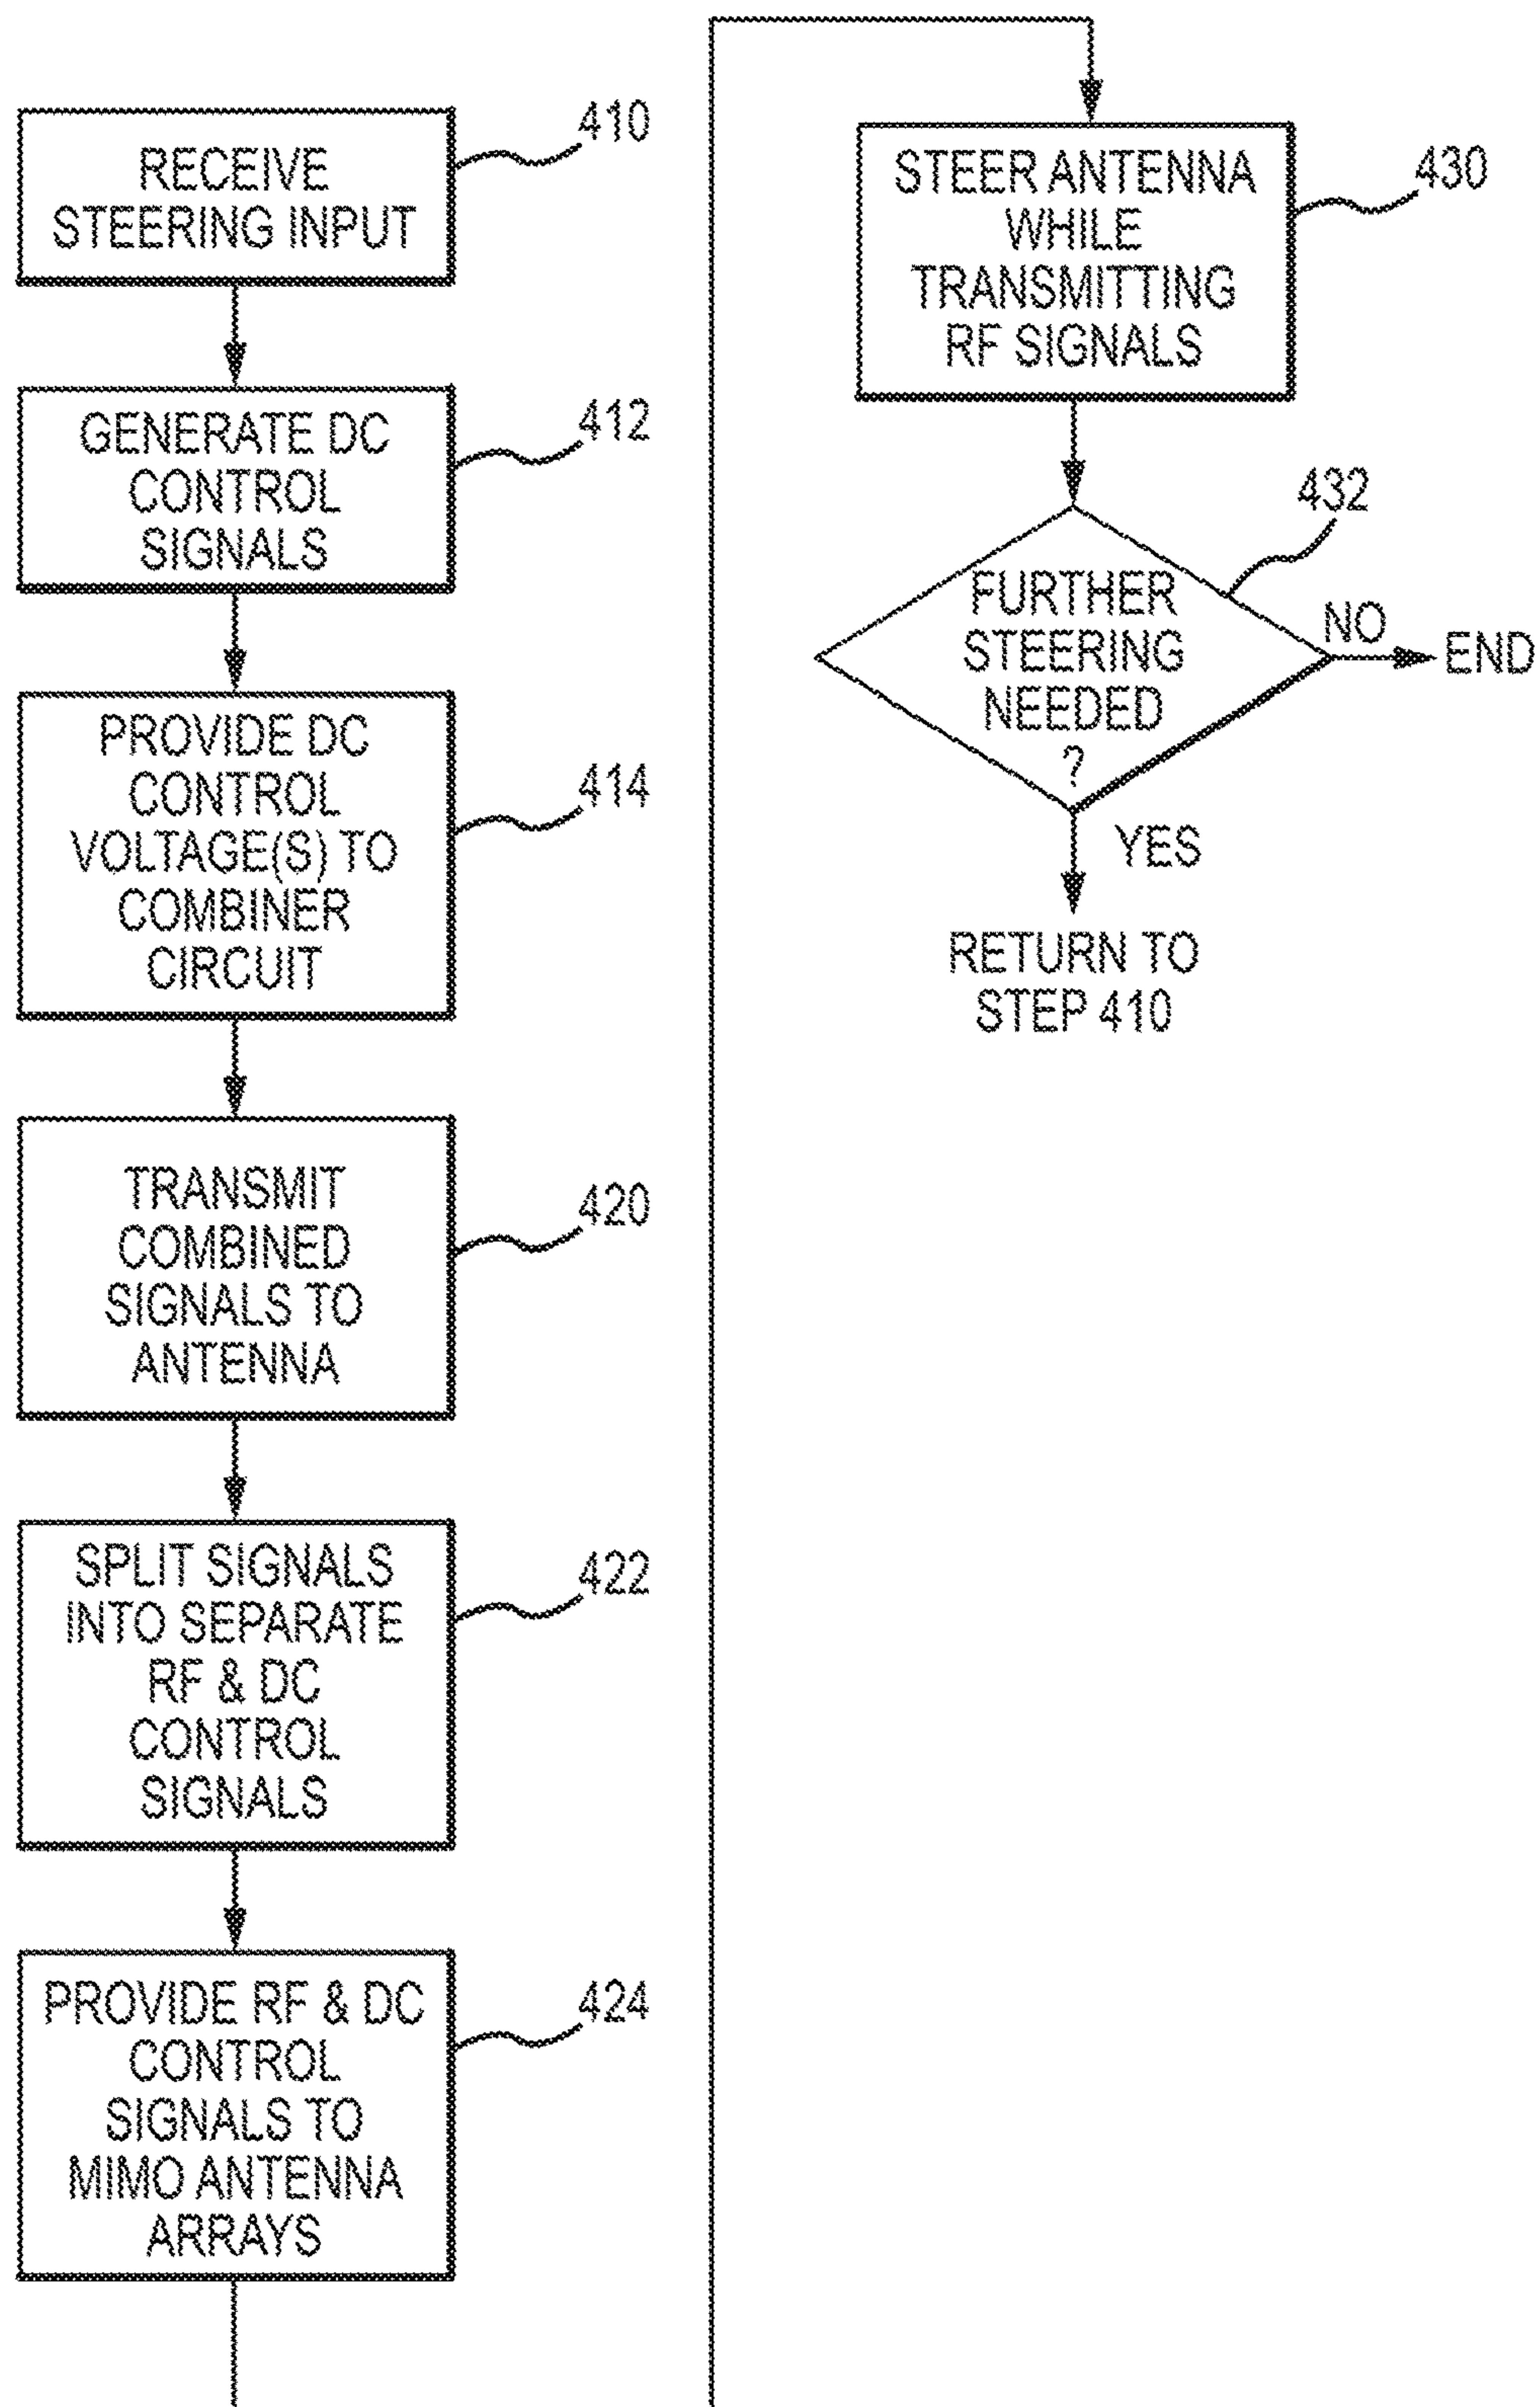 410
RECEIVE
STEERING INPUT
412
GENERATE DC
CONTROL
SIGNALS
414
PROVIDE DC
CONTROL
VOLTAGE(S) TO
COMBINER
CIRCUIT
420
TRANSMIT
COMBINED
SIGNALS TO
ANTENNA
422
SPLIT SIGNALS
INTO SEPARATE
RF & DC
CONTROL
SIGNALS
424
PROVIDE RF & DC
CONTROL
SIGNALS TO
MIMO ANTENNA
ARRAYS
430
STEER ANTENNA
WHILE
TRANSMITTING
RF SIGNALS
432
FURTHER
STEERING
NEEDED
?
NO
END
YES
RETURN TO
STEP 410